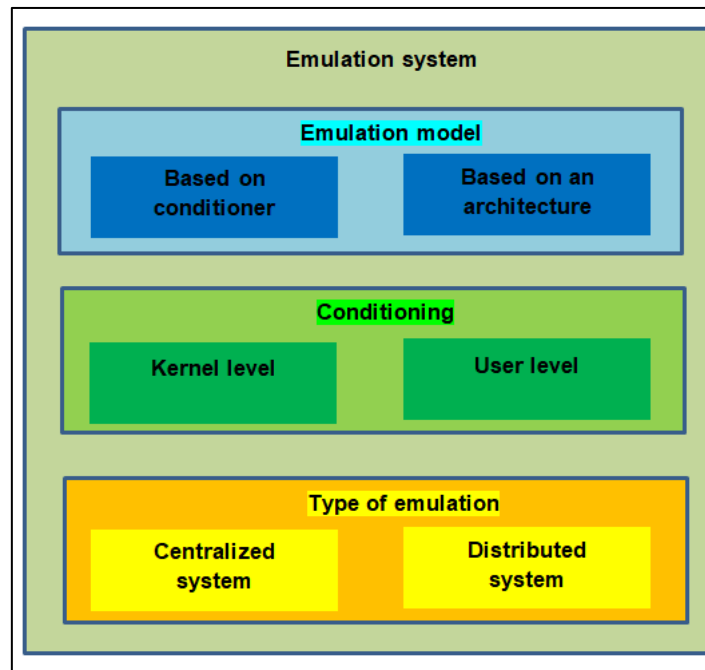 Emulation system
Emulation model
Based on
conditioner
Based on an
architecture
Conditioning
Kernel level
User level
Type of emulation
Centralized
system
Distributed
system